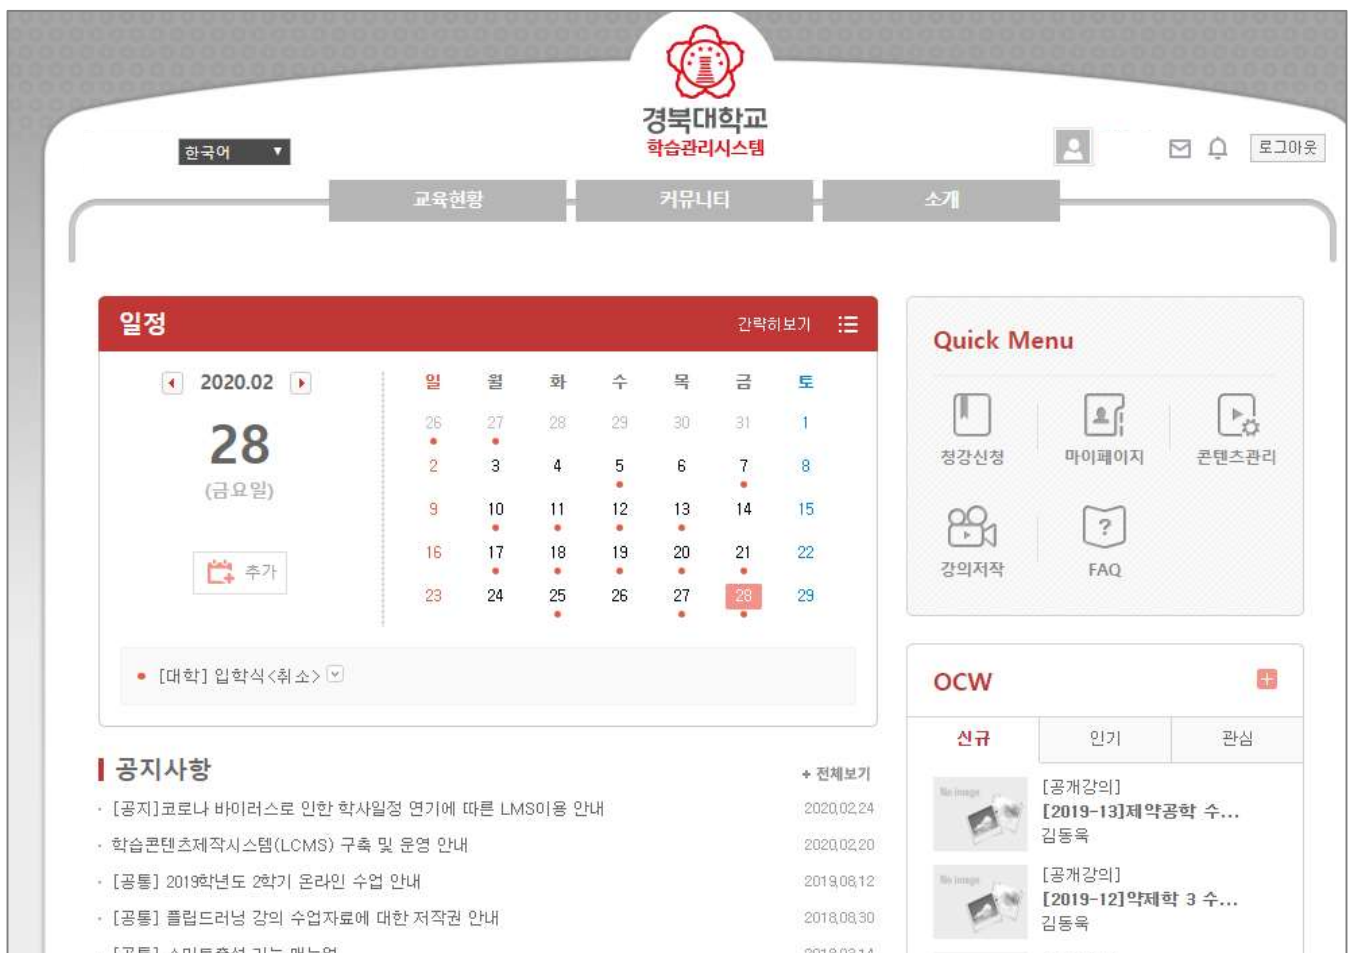 경북대학교
학습관리시스템
한국어
로그아웃
교육현황 커뮤니티 소개
일정
간략히보기
2020.02
28
(금요일)
추가
일 월 화 수 목 금 토
26 27 28 29 30 31 1
2 3 4 5 6 7 8
9 10 11 12 13 14 15
16 17 18 19 20 21 22
23 24 25 26 27 28 29
[대학] 입학식<취소>
Quick Menu
청강신청 마이페이지 콘텐츠관리
강의저작 FAQ
공지사항
+ 전체보기
· [공지]코로나 바이러스로 인한 학사일정 연기에 따른 LMS이용 안내 2020.02.24
· 학습콘텐츠제작시스템(LCMS) 구축 및 운영 안내 2020.02.20
· [공통] 2019학년도 2학기 온라인 수업 안내 2019.08.12
· [공통] 플립드러닝 강의 수업자료에 대한 저작권 안내 2018.08.30
OCW
신규 인기 관심
No image
[공개강의]
[2019-13]제약공학 수...
김동욱
No image
[공개강의]
[2019-12]약제학 3 수...
김동욱